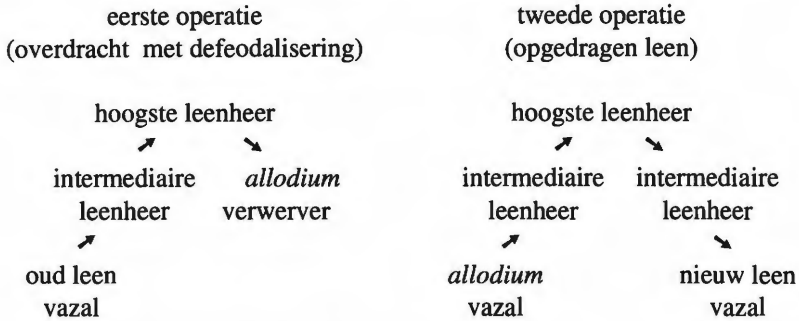 eerste operatie
(overdracht met defeodalisering)
hoogste leenheer
intermediaire allodium
leenheer verwerver
oud leen
vazal
tweede operatie
(opgedragen leen)
hoogste leenheer
intermediaire intermediaire
leenheer leenheer
allodium nieuw leen
vazal vazal